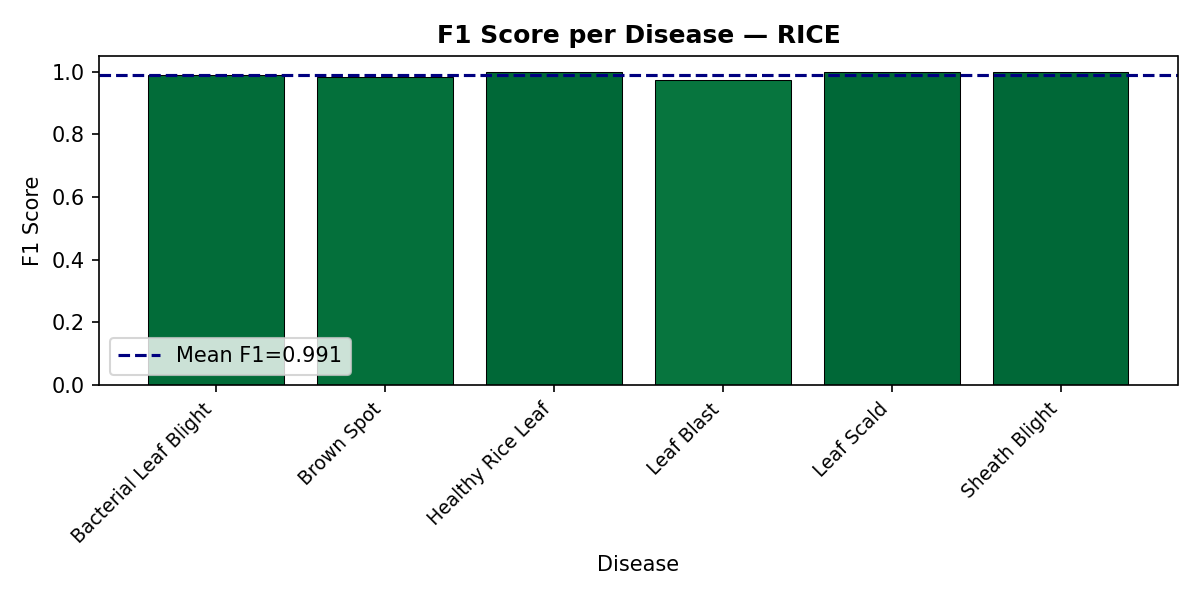 F1 Score per Disease — RICE
F1 Score
1.0
0.8
0.6
0.4
0.2
0.0
Mean F1=0.991
Bacterial Leaf Blight
Brown Spot
Healthy Rice Leaf
Leaf Blast
Leaf Scald
Sheath Blight
Disease